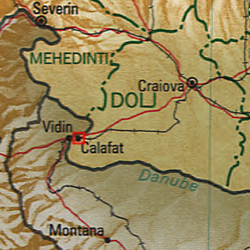 Severin
MEHEDINTI
Craiova
DOLJ
Vidin
Calafat
Danube
Montana